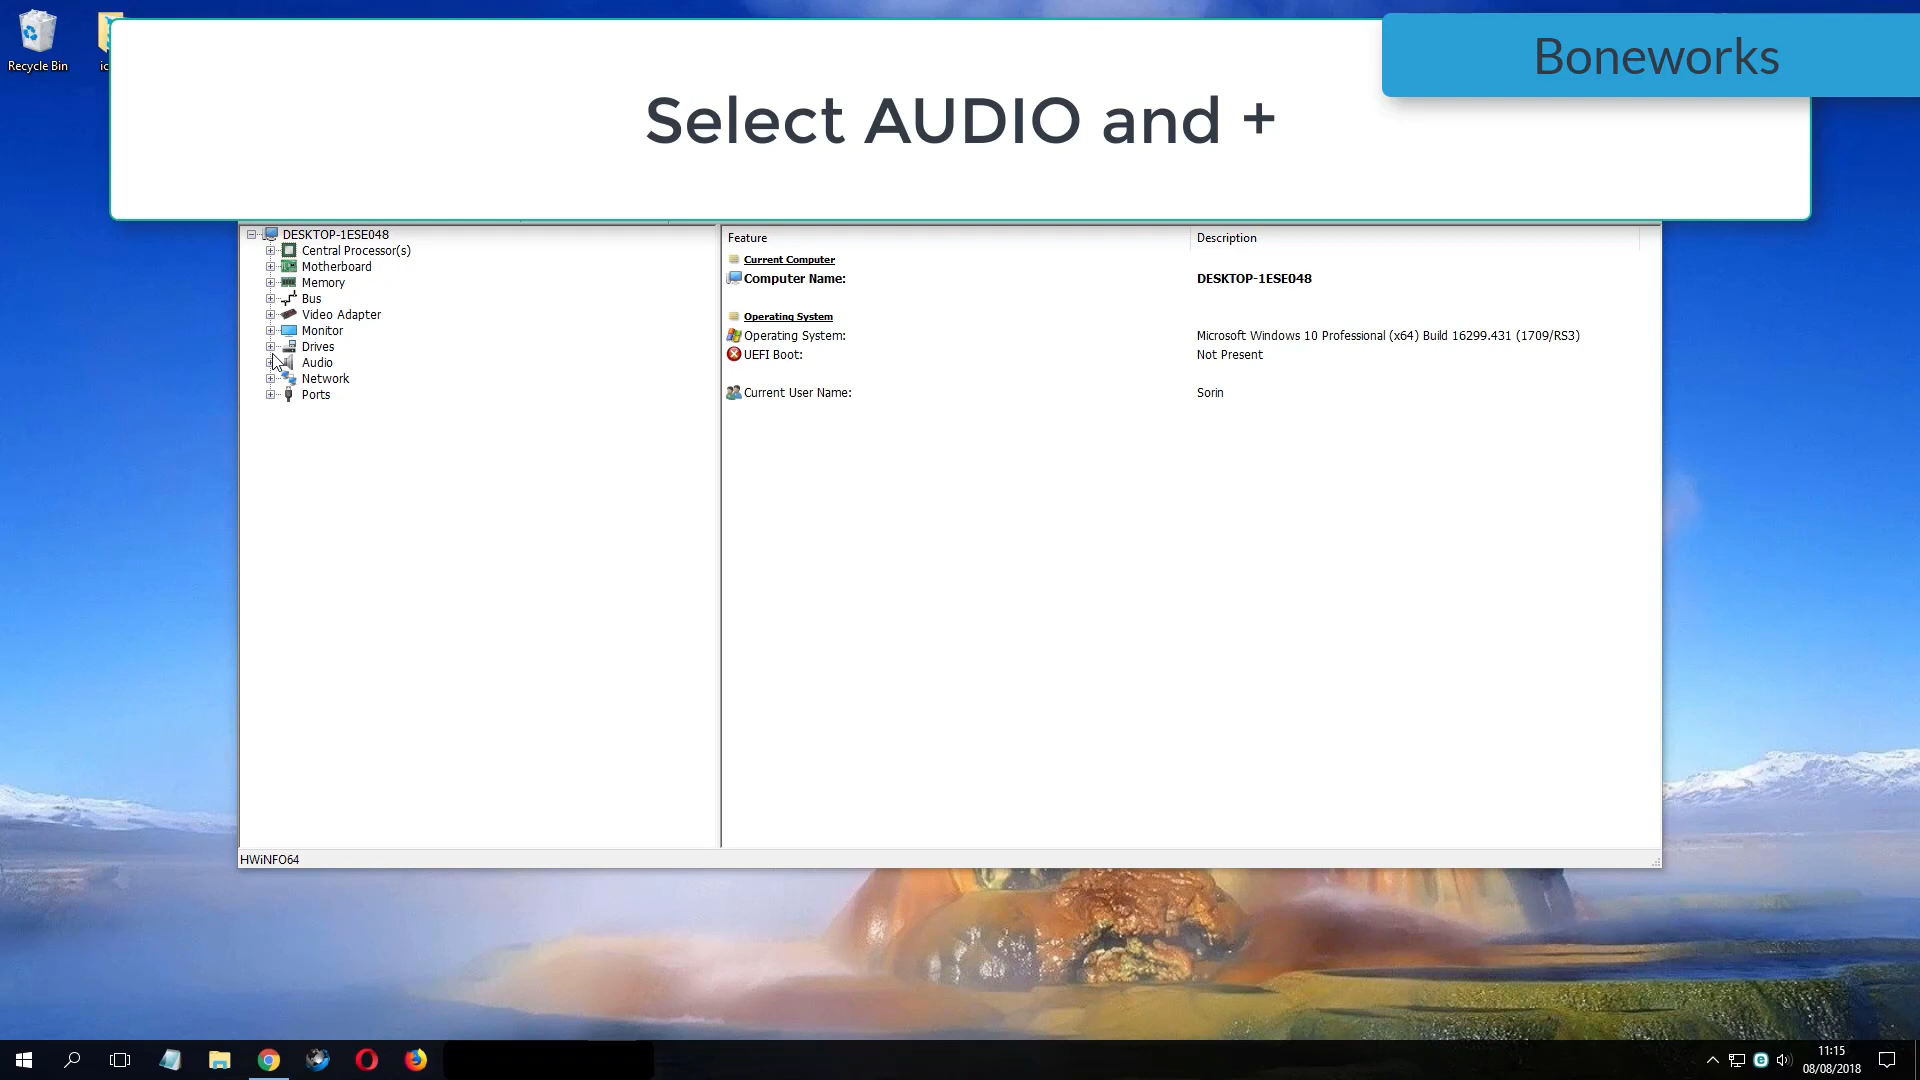 Recycle Bin
ic
Boneworks
Select AUDIO and +
DESKTOP-1ESE048
Central Processor(s)
Motherboard
Memory
Bus
Video Adapter
Monitor
Drives
Audio
Network
Ports
Feature Description
Current Computer
Computer Name: DESKTOP-1ESE048
Operating System
Operating System: Microsoft Windows 10 Professional (x64) Build 16299.431 (1709/RS3)
UEFI Boot: Not Present
Current User Name: Sorin
HWiNFO64
11:15
08/08/2018